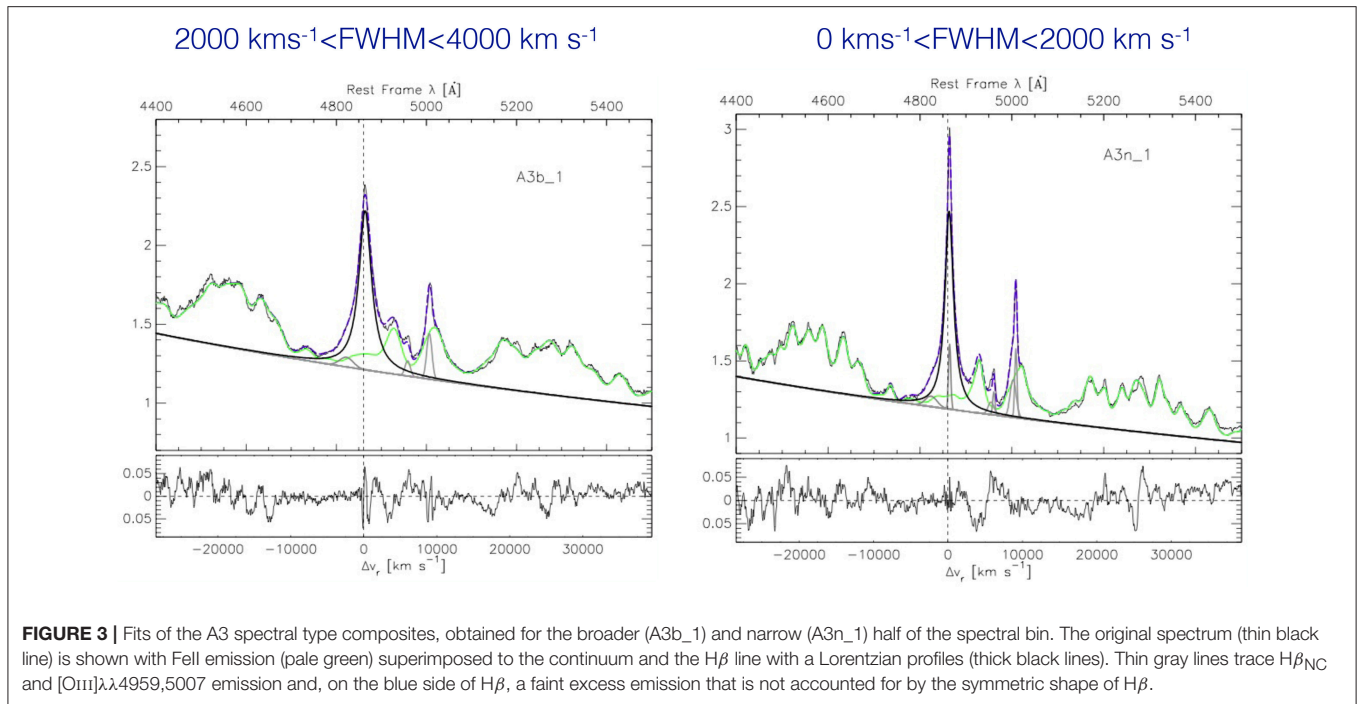 2000 kms-1<FWHM<4000 km s-1
0 kms-1<FWHM<2000 km s-1
Rest Frame λ [Å]
4400 4600 4800 5000 5200 5400
A3b_1
2.5
2
1.5
1
0.05
0
0.05
−20000 −10000 0 10000 20000 30000
Δvr [km s−1]
Rest Frame λ [Å]
4400 4600 4800 5000 5200 5400
A3n_1
3
2.5
2
1.5
1
0.05
0
0.05
−20000 −10000 0 10000 20000 30000
Δvr [km s−1]
FIGURE 3 | Fits of the A3 spectral type composites, obtained for the broader (A3b_1) and narrow (A3n_1) half of the spectral bin. The original spectrum (thin black
line) is shown with FeII emission (pale green) superimposed to the continuum and the Hβ line with a Lorentzian profiles (thick black lines). Thin gray lines trace HβNC
and [OIII]λλ4959,5007 emission and, on the blue side of Hβ, a faint excess emission that is not accounted for by the symmetric shape of Hβ.